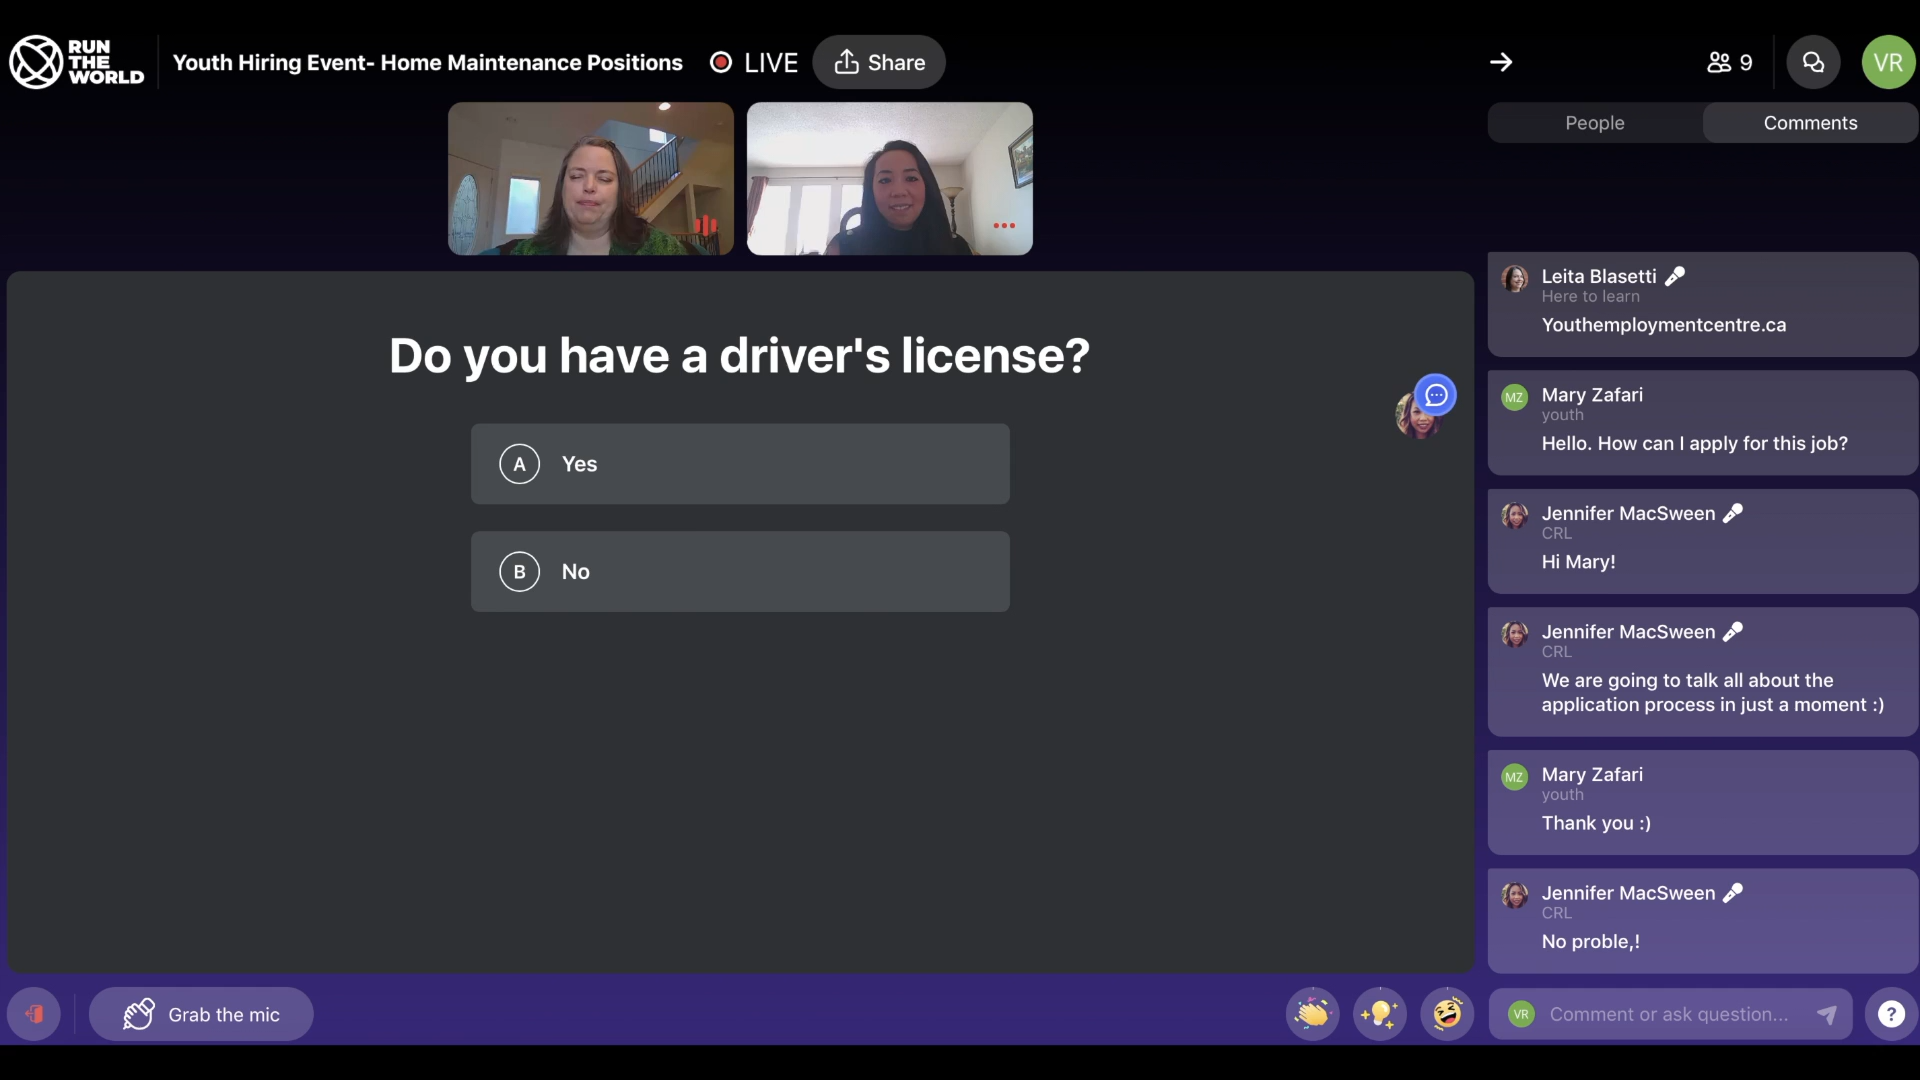 RUN
THE
WORLD
Youth Hiring Event- Home Maintenance Positions
LIVE
Share
9
VR
People
Comments
Do you have a driver's license?
A Yes
B No
Leita Blasetti
Here to learn
Youthemploymentcentre.ca
MZ
Mary Zafari
youth
Hello. How can I apply for this job?
Jennifer MacSween
CRL
Hi Mary!
Jennifer MacSween
CRL
We are going to talk all about the
application process in just a moment :)
MZ
Mary Zafari
youth
Thank you :)
Jennifer MacSween
CRL
No proble,!
Grab the mic
VR
Comment or ask question...
?